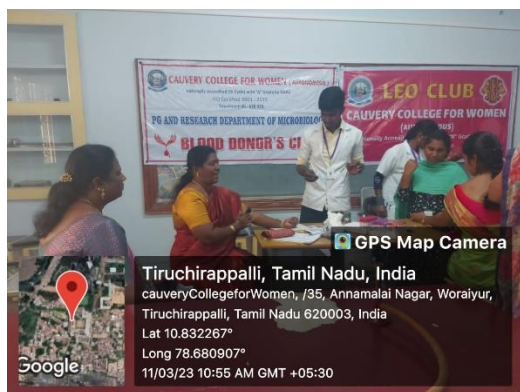 CAUVERY COLLEGE FOR WOMEN (AUTONOMOUS)
PG AND RESEARCH DEPARTMENT OF MICROBIOLOGY
BLOOD DONOR'S
LEO CLUB
CAUVERY COLLEGE FOR WOMEN
GPS Map Camera
Tiruchirappalli, Tamil Nadu, India
cauveryCollegeforWomen, /35, Annamalai Nagar, Woraiyur,
Tiruchirappalli, Tamil Nadu 620003, India
Lat 10.832267°
Long 78.680907°
11/03/23 10:55 AM GMT +05:30
Google